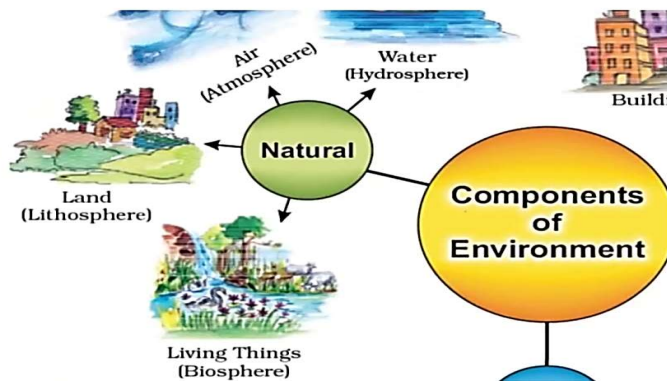 Air
(Atmosphere)
Water
(Hydrosphere)
Natural
Land
(Lithosphere)
Components
of
Environment
Living Things
(Biosphere)